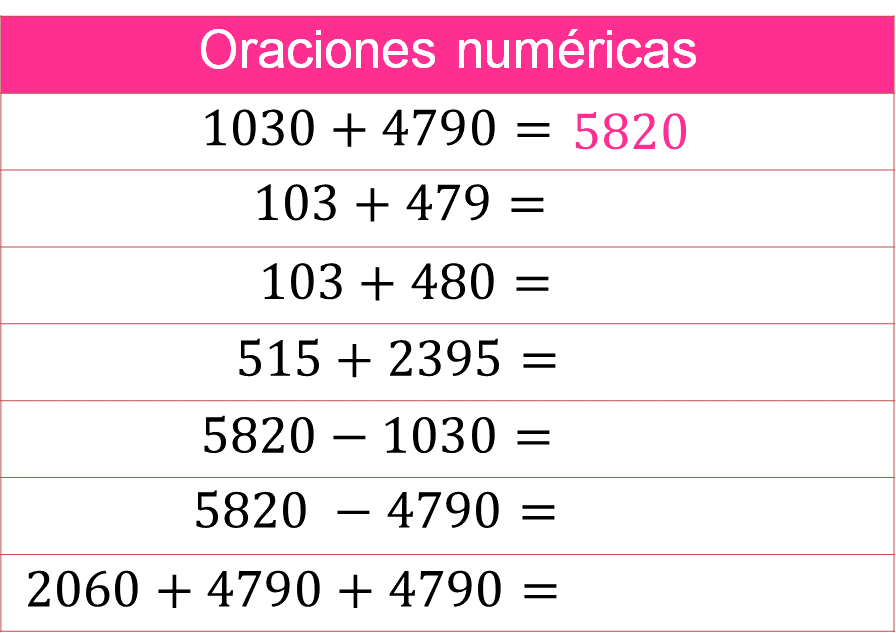 Oraciones numéricas
1030 + 4790 = 5820
103 + 479 =
103 + 480 =
515 + 2395 =
5820 − 1030 =
5820 − 4790 =
2060 + 4790 + 4790 =